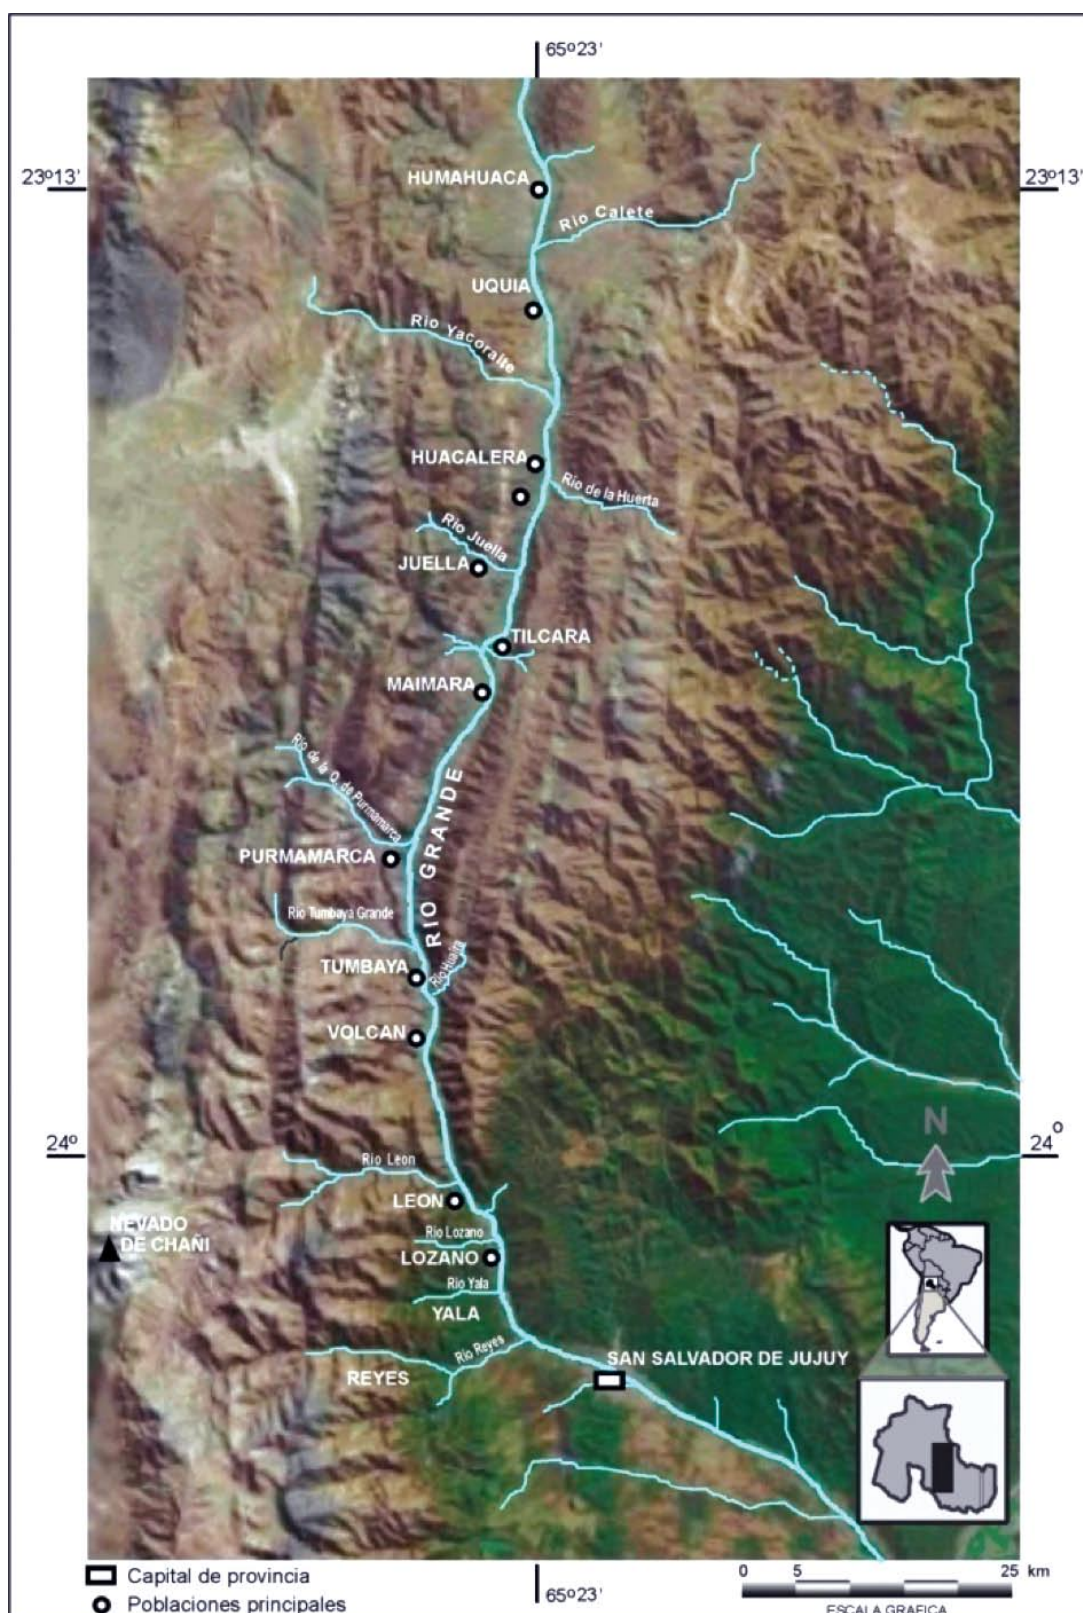 65º23'
23º13'
23º13'
HUMAHUACA
Rio Calete
UQUIA
Rio Yacoraite
HUACALERA
Rio de la Huerta
Rio Juella
JUELLA
TILCARA
MAIMARA
Rio de la Q. de Purmamarca
RIO GRANDE
PURMAMARCA
Rio Tumbaya Grande
TUMBAYA
Rio Huajra
VOLCAN
24º
24º
N
Rio Leon
LEON
NEVADO
DE CHAÑI
Rio Lozano
LOZANO
Rio Yala
YALA
Rio Reyes
REYES
SAN SALVADOR DE JUJUY
Capital de provincia
Poblaciones principales
65º23'
0 5 25 km
ESCALA GRAFICA